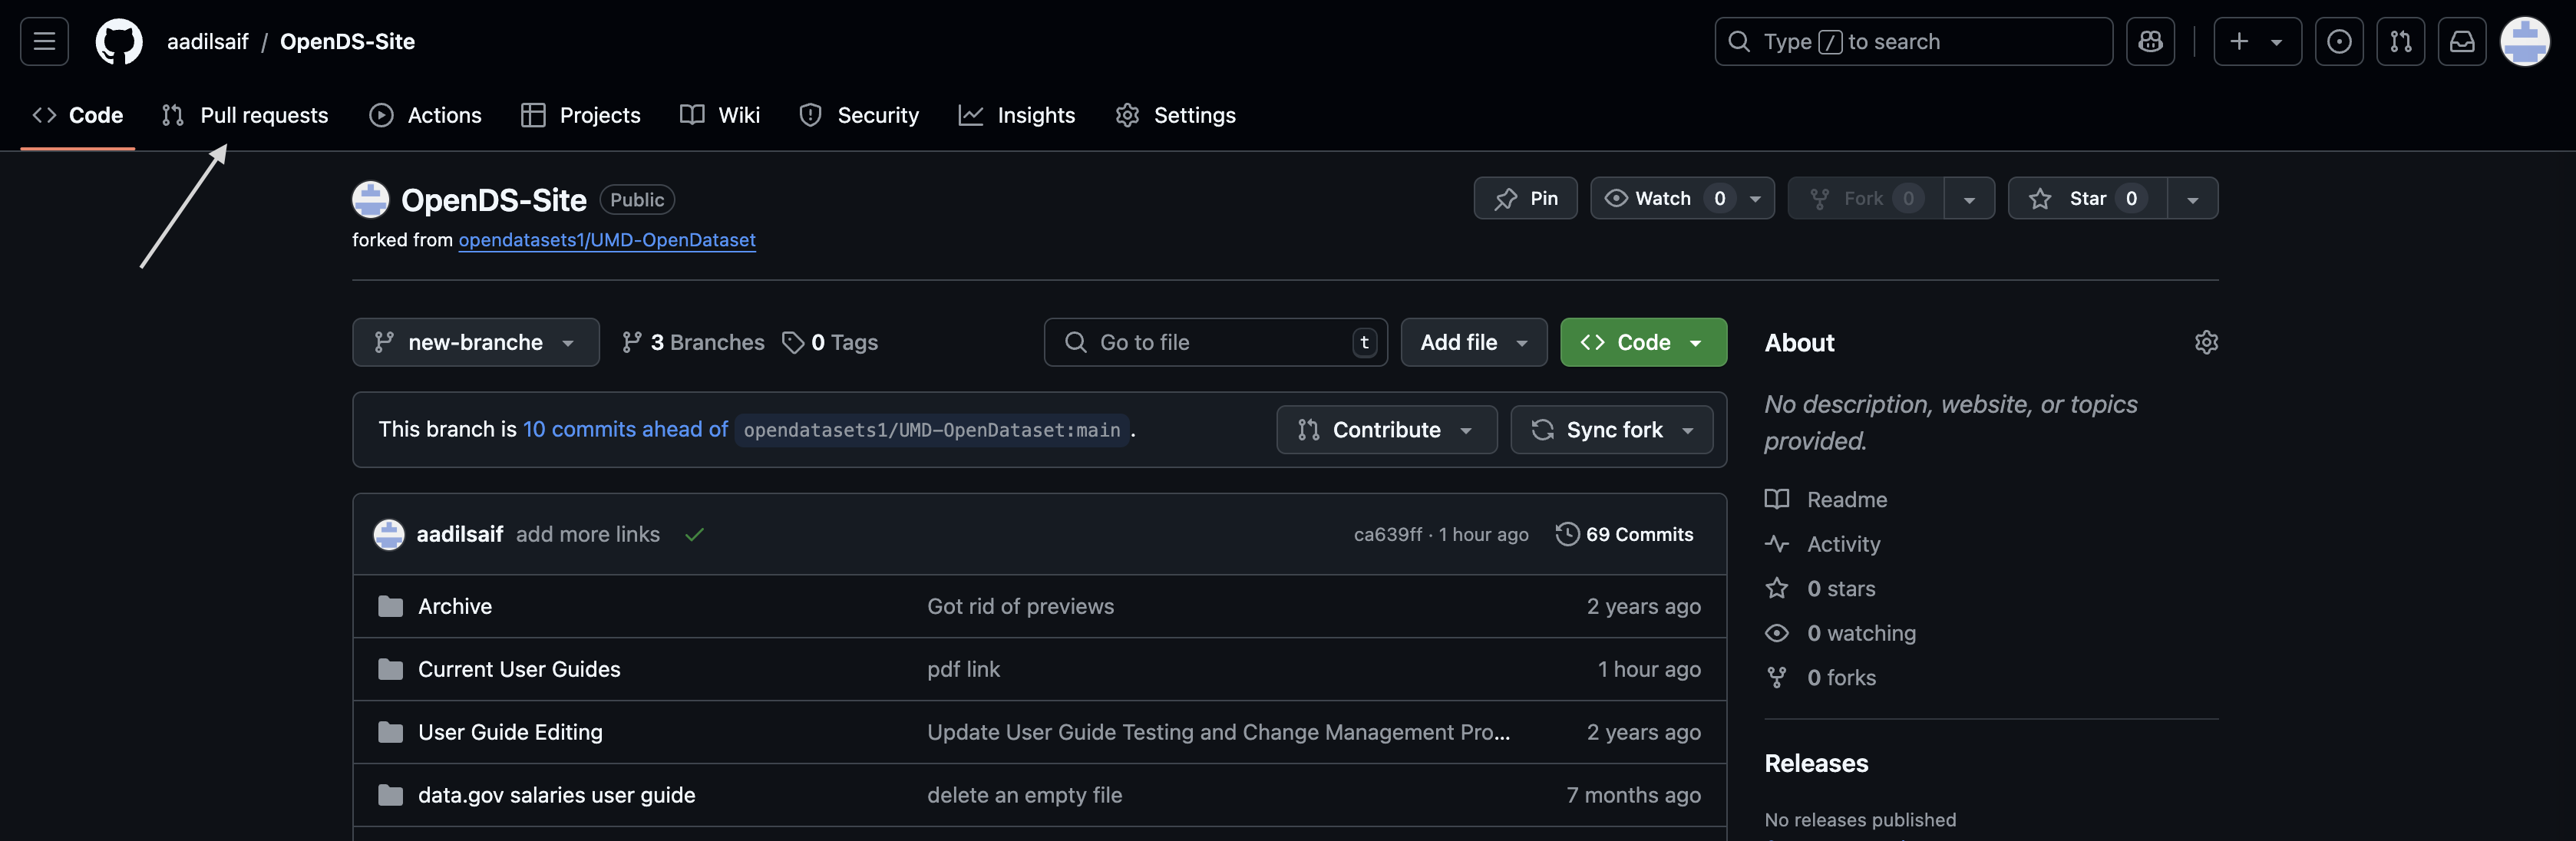 aadilsaif / OpenDS-Site
Type / to search
Code
Pull requests
Actions
Projects
Wiki
Security
Insights
Settings
OpenDS-Site Public
forked from opendatasets1/UMD-OpenDataset
Pin
Watch 0
Fork 0
Star 0
new-branche
3 Branches
0 Tags
Go to file t
Add file
Code
This branch is 10 commits ahead of opendatasets1/UMD-OpenDataset:main .
Contribute
Sync fork
aadilsaif add more links
ca639ff · 1 hour ago
69 Commits
Archive Got rid of previews 2 years ago
Current User Guides pdf link 1 hour ago
User Guide Editing Update User Guide Testing and Change Management Pro... 2 years ago
data.gov salaries user guide delete an empty file 7 months ago
About
No description, website, or topics
provided.
Readme
Activity
0 stars
0 watching
0 forks
Releases
No releases published